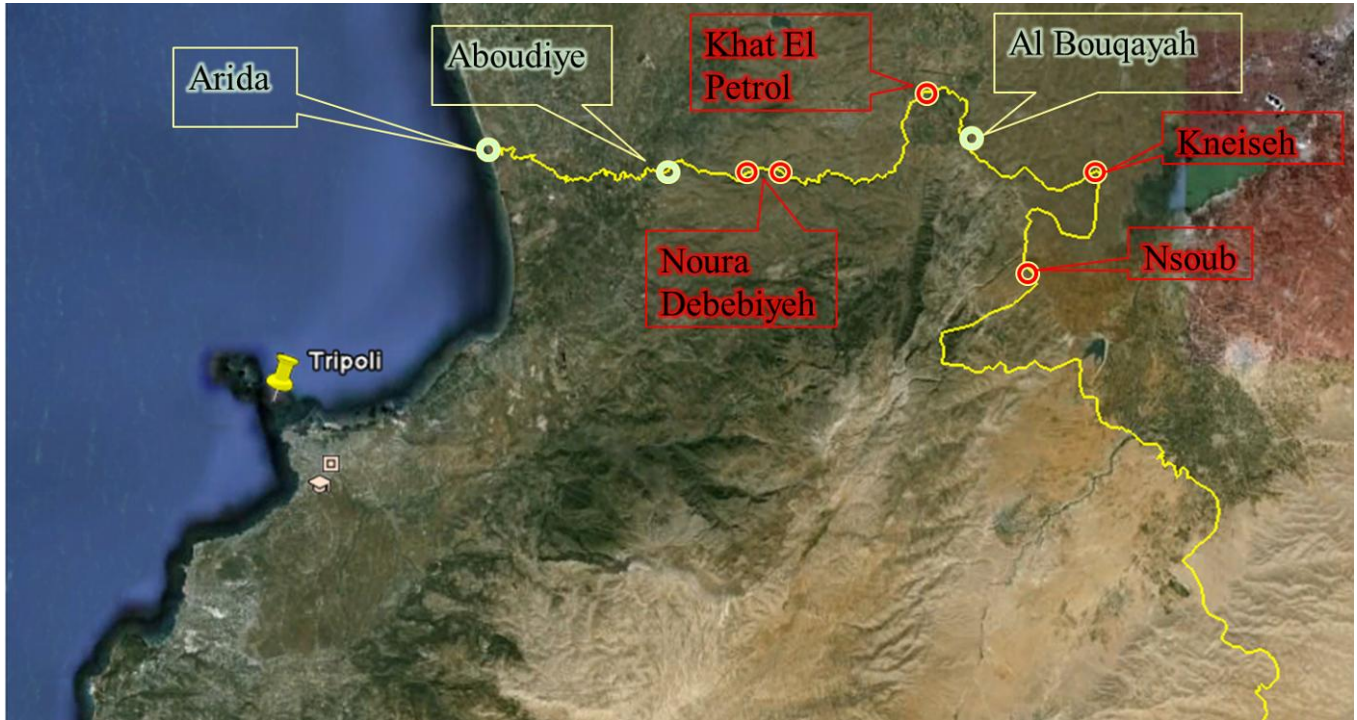 Arida
Aboudiye
Khat El
Petrol
Al Bouqayah
Kneiseh
Noura
Debebiyeh
Nsoub
Tripoli